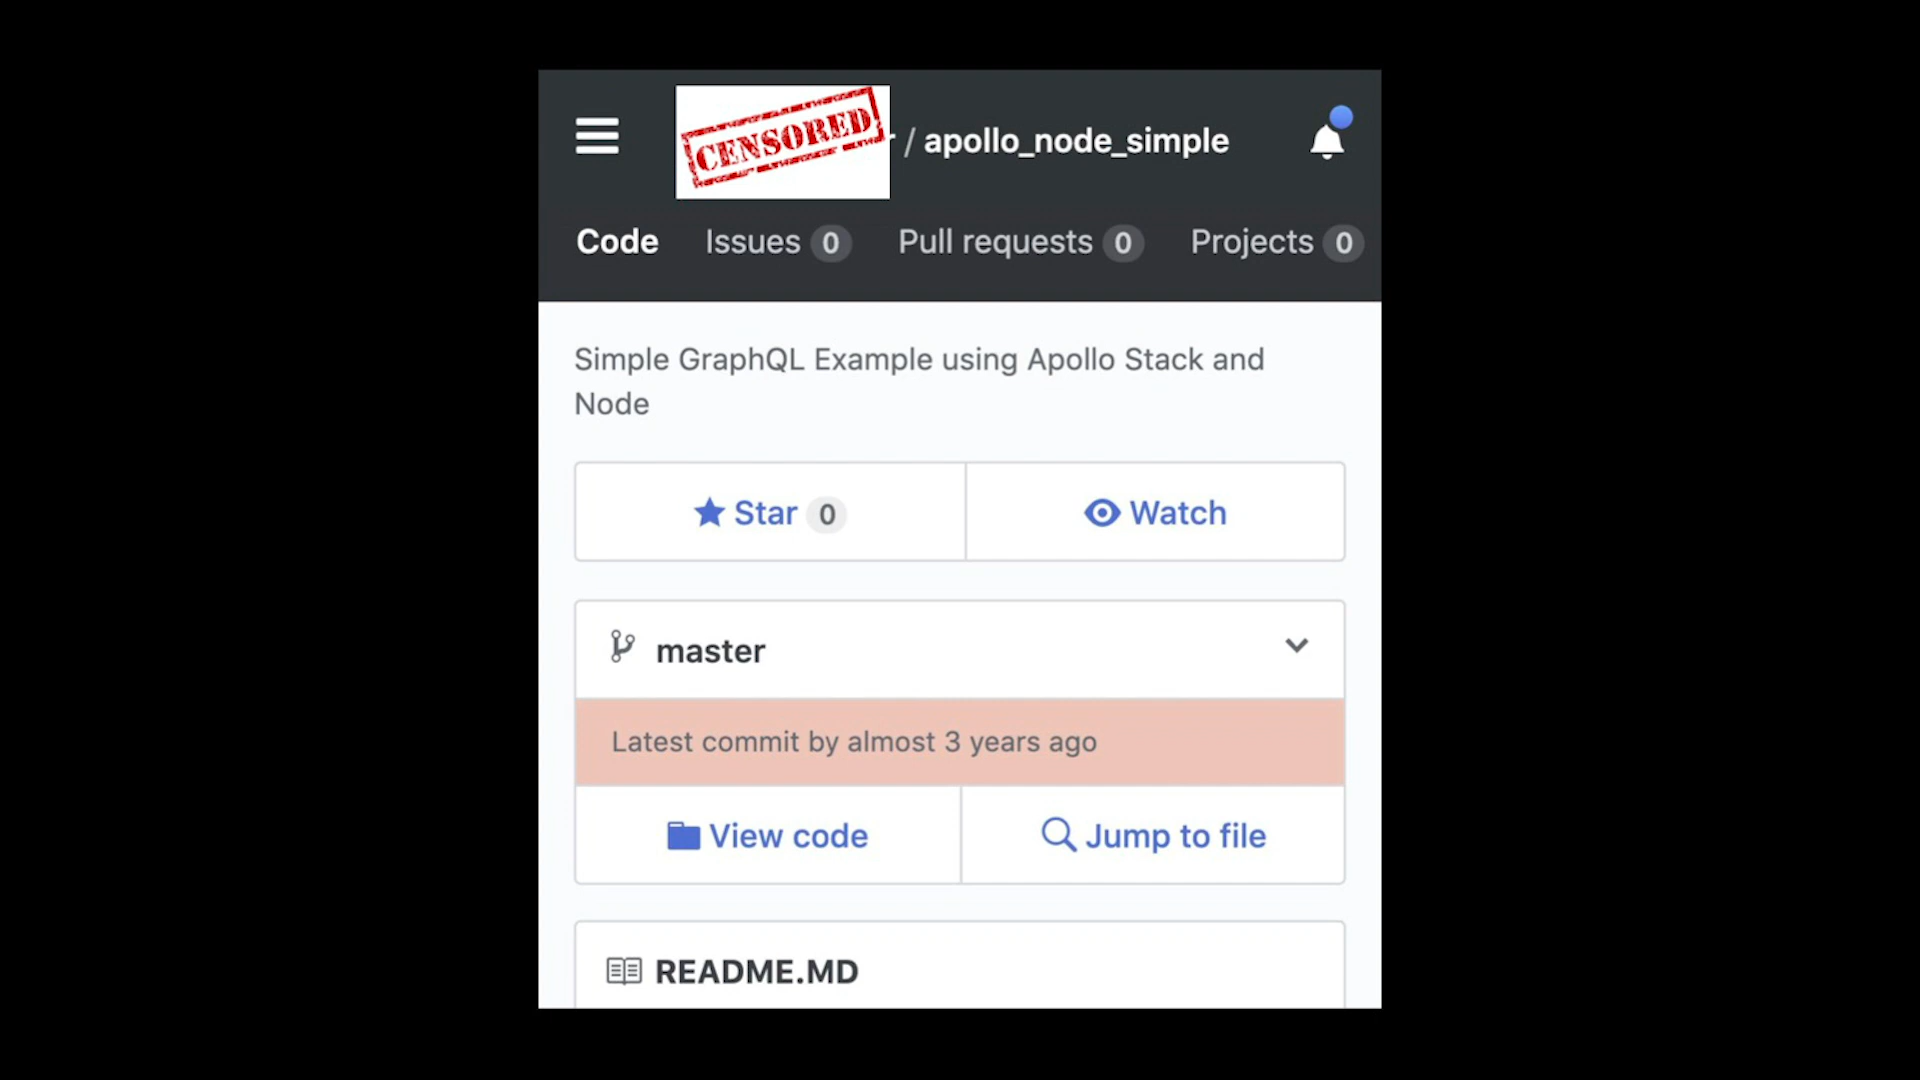 CENSORED
/ apollo_node_simple
Code Issues 0 Pull requests 0 Projects 0
Simple GraphQL Example using Apollo Stack and
Node
Star 0 Watch
master
Latest commit by almost 3 years ago
View code Jump to file
README.MD